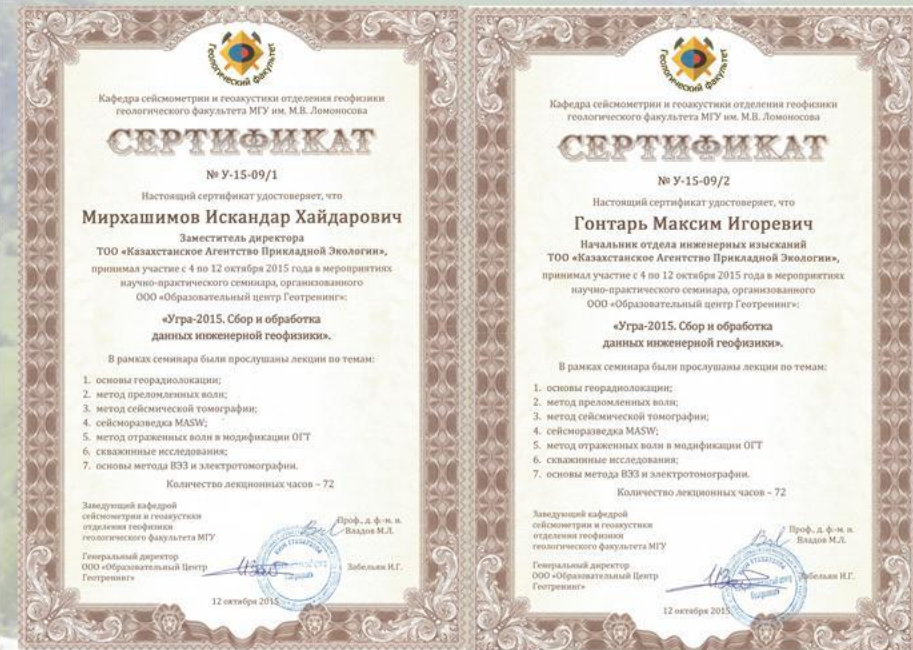 Геологический факультет
Кафедра сейсмометрии и геоакустики отделения геофизики
геологического факультета МГУ им. М.В. Ломоносова
СЕРТИФИКАТ
№ У-15-09/1
Настоящий сертификат удостоверяет, что
Мирхашимов Искандар Хайдарович
Заместитель директора
ТОО «Казахстанское Агентство Прикладной Экологии»,
принимал участие с 4 по 12 октября 2015 года в мероприятиях
научно-практического семинара, организованного
ООО «Образовательный центр Геотренинг»:
«Угра-2015. Сбор и обработка
данных инженерной геофизики».
В рамках семинара были прослушаны лекции по темам:
1. основы георадиолокации;
2. метод преломленных волн;
3. метод сейсмической томографии;
4. сейсморазведка MASW;
5. метод отраженных волн в модификации ОГТ
6. скважинные исследования;
7. основы метода ВЭЗ и электротомографии.
Количество лекционных часов – 72
Заведующий кафедрой
сейсмометрии и геоакустики
отделения геофизики
геологического факультета МГУ
Проф., д. ф.-м. н.
Владов М.Л.
Генеральный директор
ООО «Образовательный Центр
Геотренинг»
Забельян И.Г.
12 октября 2015
Геологический факультет
Кафедра сейсмометрии и геоакустики отделения геофизики
геологического факультета МГУ им. М.В. Ломоносова
СЕРТИФИКАТ
№ У-15-09/2
Настоящий сертификат удостоверяет, что
Гонтарь Максим Игоревич
Начальник отдела инженерных изысканий
ТОО «Казахстанское Агентство Прикладной Экологии»,
принимал участие с 4 по 12 октября 2015 года в мероприятиях
научно-практического семинара, организованного
ООО «Образовательный центр Геотренинг»:
«Угра-2015. Сбор и обработка
данных инженерной геофизики».
В рамках семинара были прослушаны лекции по темам:
1. основы георадиолокации;
2. метод преломленных волн;
3. метод сейсмической томографии;
4. сейсморазведка MASW;
5. метод отраженных волн в модификации ОГТ
6. скважинные исследования;
7. основы метода ВЭЗ и электротомографии.
Количество лекционных часов – 72
Заведующий кафедрой
сейсмометрии и геоакустики
отделения геофизики
геологического факультета МГУ
Проф., д. ф.-м. н.
Владов М.Л.
Генеральный директор
ООО «Образовательный Центр
Геотренинг»
Забельян И.Г.
12 октября 2015